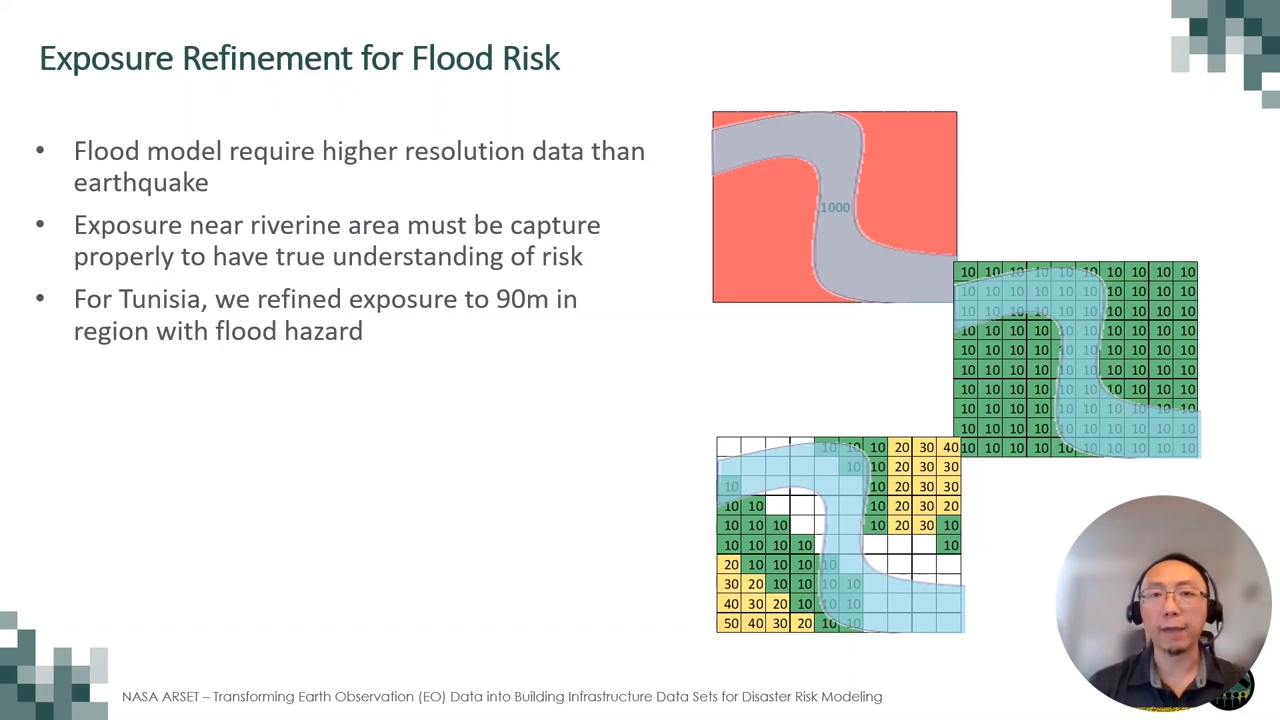 Exposure Refinement for Flood Risk
• Flood model require higher resolution data than
earthquake
• Exposure near riverine area must be capture
properly to have true understanding of risk
• For Tunisia, we refined exposure to 90m in
region with flood hazard
1000
10 10 10 10 10 10 10 10 10 10
10 10 10 10 10 10 10 10 10 10
10 10 10 10 10 10 10 10 10 10
10 10 10 10 10 10 10 10 10 10
10 10 10 10 10 10 10 10 10 10
10 10 10 10 10 10 10 10 10 10
10 10 10 10 10 10 10 10 10 10
10 10 10 10 10 10 10 10 10 10
10 10 10 10 10 10 10 10 10 10
10 10 10 10 10 10 10 10 10 10
10 10 10 20 30 40
10 10 20 30 30
10 10 20 30 30
10 10 10 20 30 20
10 10 10 10 20 30 10
10 10 10 10 10
20 10 10 10 10
30 20 10 10 10 10
40 30 20 10 10 10
50 40 30 20 10 10
NASA ARSET – Transforming Earth Observation (EO) Data into Building Infrastructure Data Sets for Disaster Risk Modeling